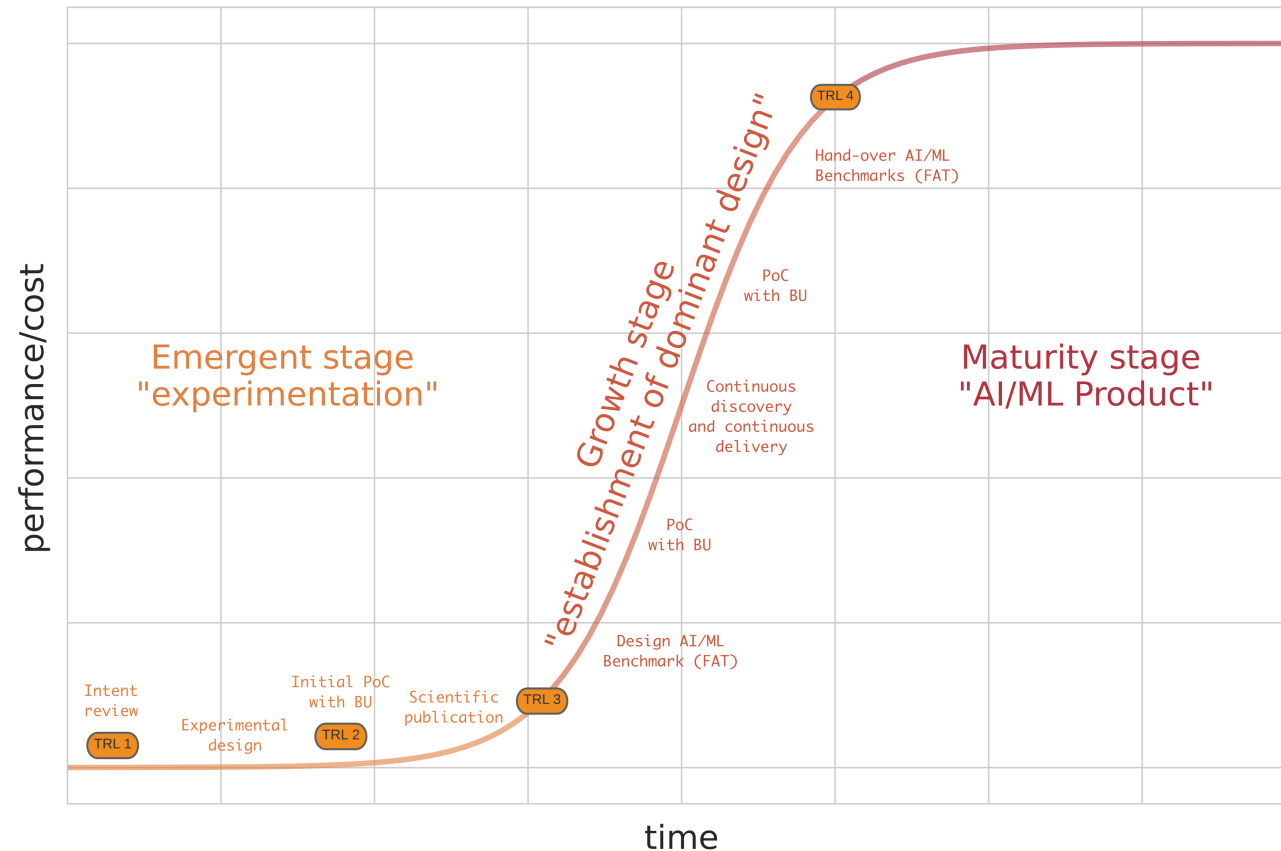 TRL 4
Hand-over AI/ML
Benchmarks (FAT)
Growth stage
"establishment of dominant design"
PoC
with BU
performance/cost
Emergent stage
"experimentation"
Maturity stage
"AI/ML Product"
Continuous
discovery
and continuous
delivery
PoC
with BU
Design AI/ML
Benchmark (FAT)
Intent
review
TRL 1
Experimental
design
Initial PoC
with BU
TRL 2
Scientific
publication
TRL 3
time